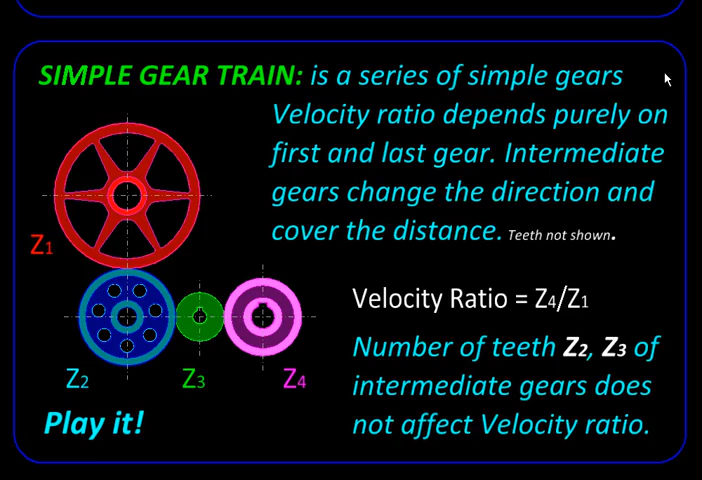 SIMPLE GEAR TRAIN: is a series of simple gears
Velocity ratio depends purely on
first and last gear. Intermediate
gears change the direction and
cover the distance. Teeth not shown.
Z1
Velocity Ratio = Z4/Z1
Number of teeth Z2, Z3 of
intermediate gears does
not affect Velocity ratio.
Z2
Z3
Z4
Play it!